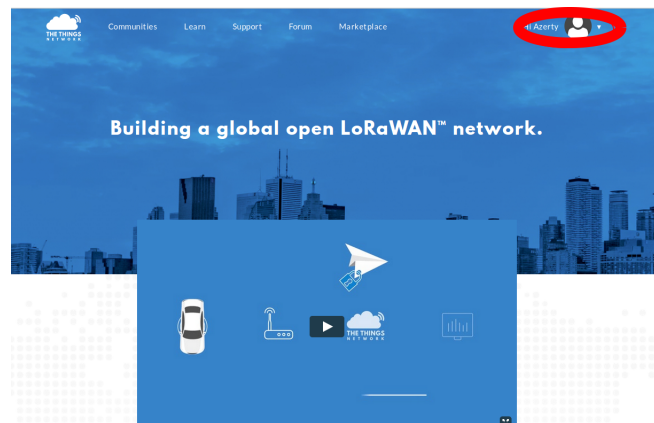 THE THINGS
NETWORK
Communities Learn Support Forum Marketplace
Azerty
Building a global open LoRaWAN™ network.
THE THINGS
NETWORK